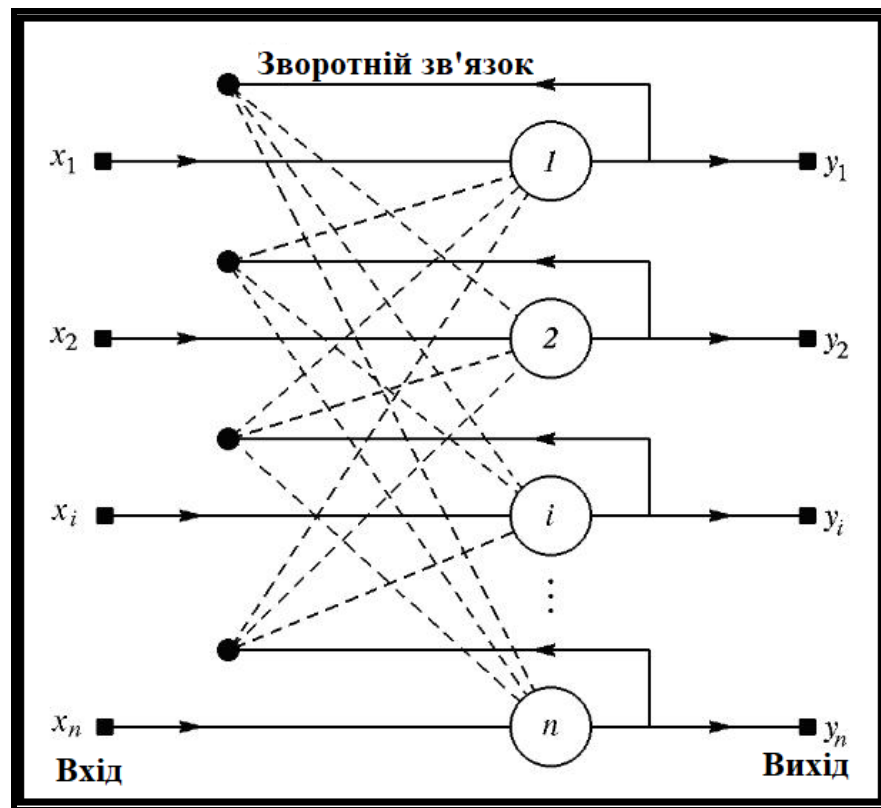 Зворотній зв'язок
x1 1 y1
x2 2 y2
xi i yi
⋮
xn n yn
Вхід Вихід